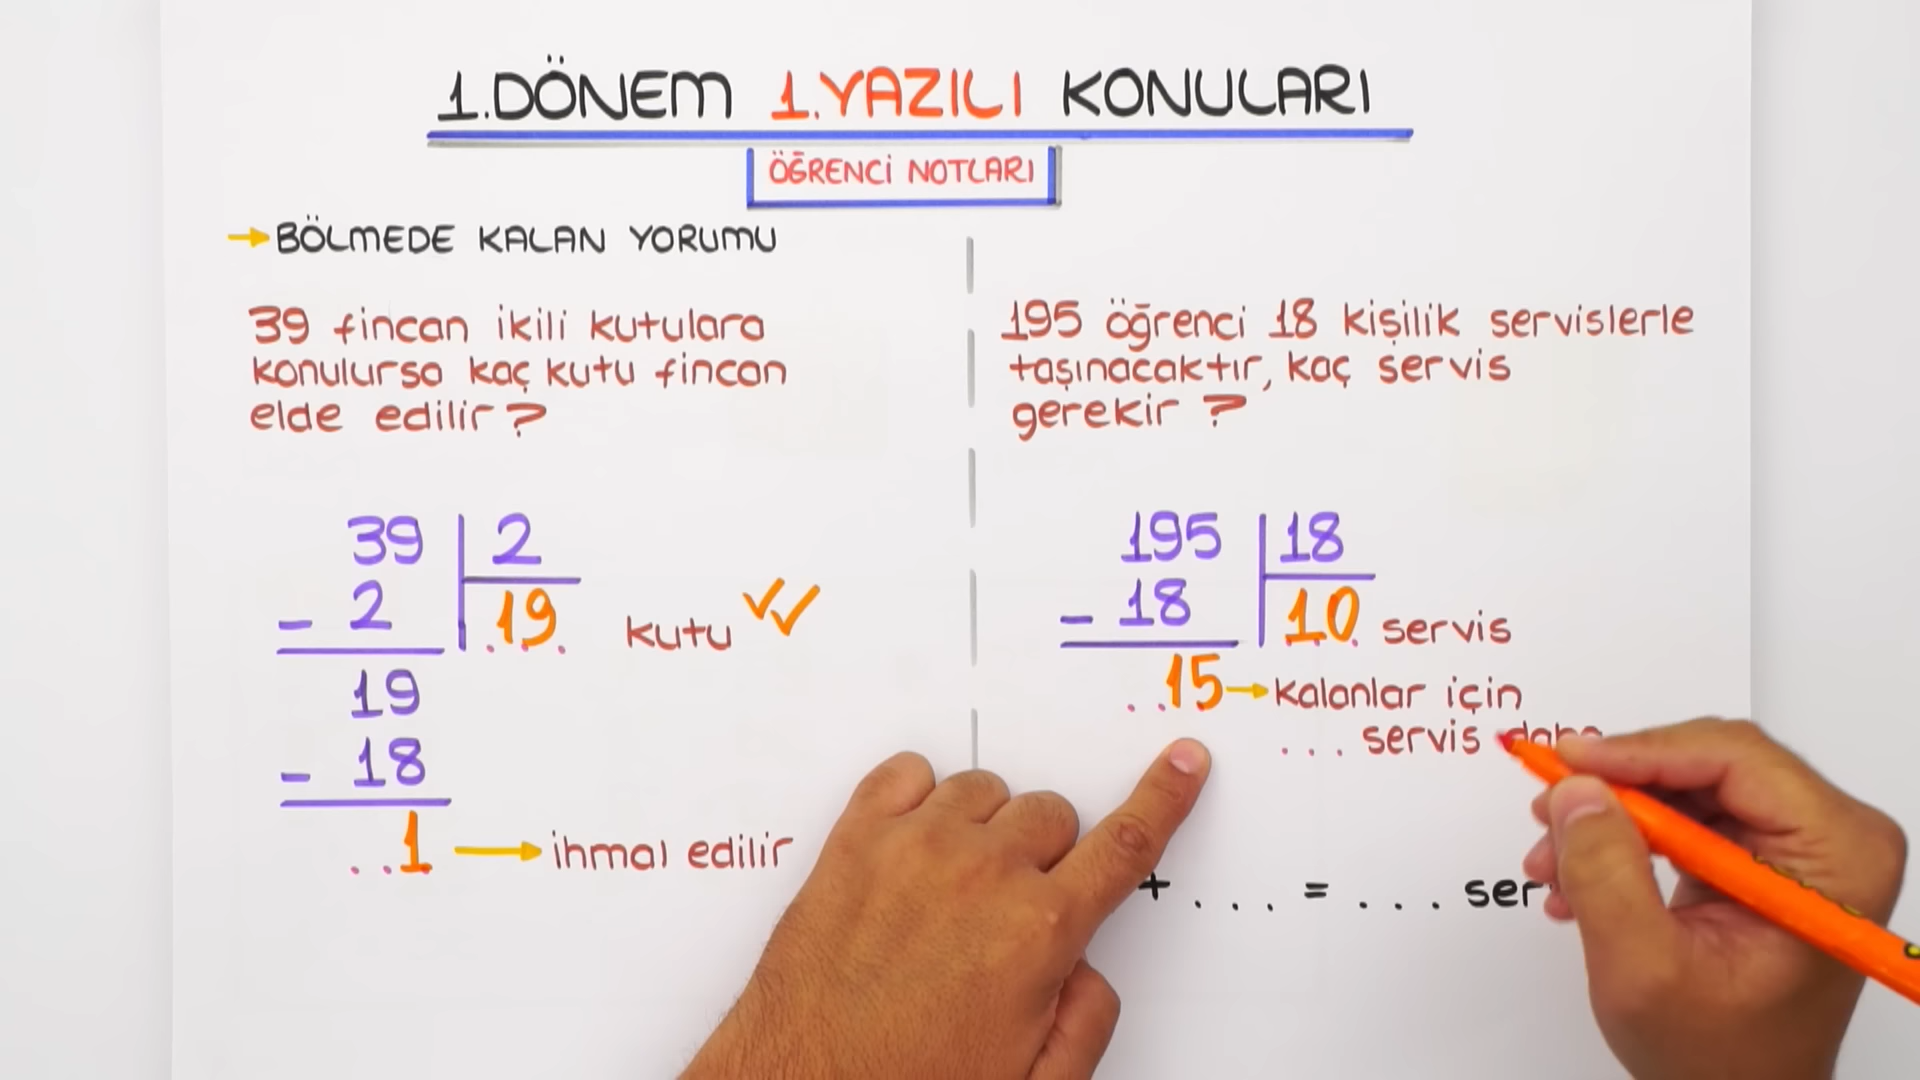 1.DÖNEM 1.YAZILI KONULARI
ÖĞRENCİ NOTLARI
→ BÖLMEDE KALAN YORUMU
39 fincan ikili kutulara
konulursa kaç kutu fincan
elde edilir?
39 2
- 2 .19. kutu
19
- 18
..1 → ihmal edilir
195 öğrenci 18 kişilik servislerle
taşınacaktır, kaç servis
gerekir?
195 18
- 18 10 servis
..15 → Kalanlar için
... servis
+ ... = ...